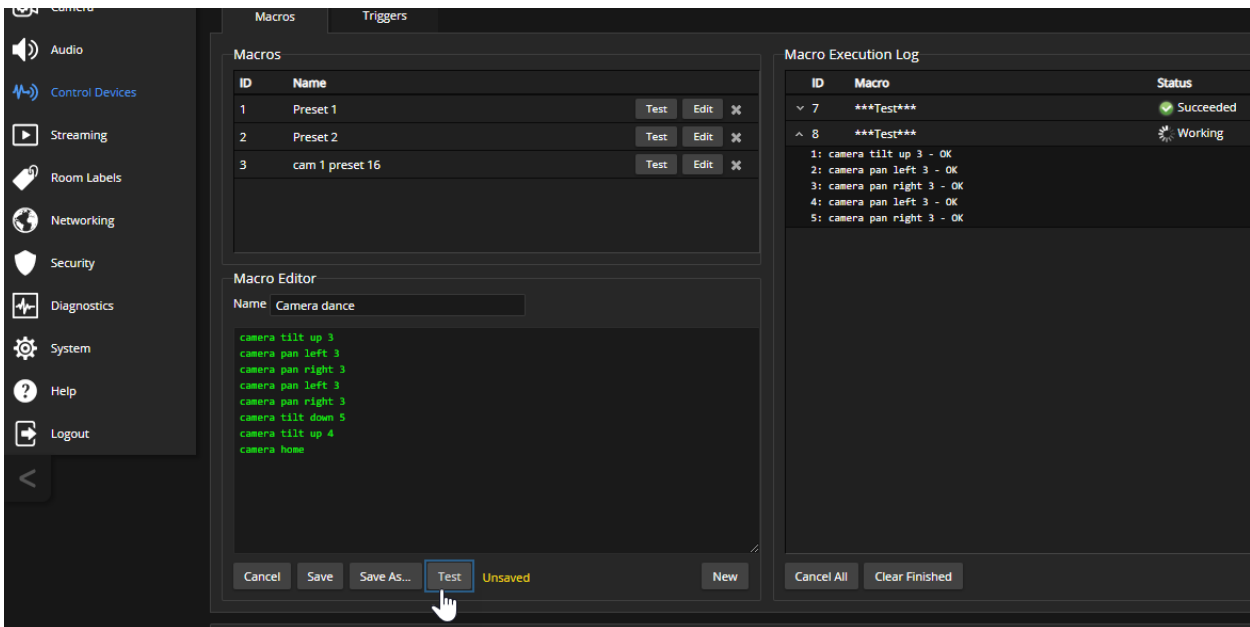 Camera
Audio
Control Devices
Streaming
Room Labels
Networking
Security
Diagnostics
System
Help
Logout
<
Macros Triggers
Macros
ID Name
1 Preset 1 Test Edit
2 Preset 2 Test Edit
3 cam 1 preset 16 Test Edit
Macro Editor
Name Camera dance
camera tilt up 3
camera pan left 3
camera pan right 3
camera pan left 3
camera pan right 3
camera tilt down 5
camera tilt up 4
camera home
Cancel Save Save As... Test Unsaved New
Macro Execution Log
ID Macro Status
7 ***Test*** Succeeded
8 ***Test*** Working
1: camera tilt up 3 - OK
2: camera pan left 3 - OK
3: camera pan right 3 - OK
4: camera pan left 3 - OK
5: camera pan right 3 - OK
Cancel All Clear Finished